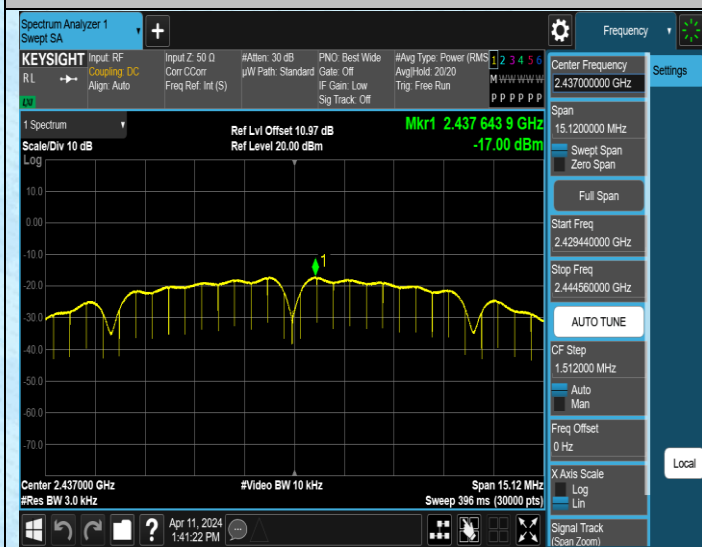 Spectrum Analyzer 1
Swept SA
Frequency
KEYSIGHT
RL
LXI
Input: RF
Coupling: DC
Align: Auto
Input Z: 50 Ω
Corr CCorr
Freq Ref: Int (S)
#Atten: 30 dB
µW Path: Standard
PNO: Best Wide
Gate: Off
IF Gain: Low
Sig Track: Off
#Avg Type: Power (RMS
Avg|Hold: 20/20
Trig: Free Run
1 2 3 4 5 6
M W W W W W
P P P P P P
1 Spectrum
Scale/Div 10 dB
Ref Lvl Offset 10.97 dB
Ref Level 20.00 dBm
Mkr1 2.437 643 9 GHz
-17.00 dBm
Log
10.0
0.00
-10.0
-20.0
-30.0
-40.0
-50.0
-60.0
-70.0
1
Center 2.437000 GHz
#Res BW 3.0 kHz
#Video BW 10 kHz
Span 15.12 MHz
Sweep 396 ms (30000 pts)
Center Frequency
2.437000000 GHz
Span
15.1200000 MHz
Swept Span
Zero Span
Full Span
Start Freq
2.429440000 GHz
Stop Freq
2.444560000 GHz
AUTO TUNE
CF Step
1.512000 MHz
Auto
Man
Freq Offset
0 Hz
X Axis Scale
Log
Lin
Signal Track
(Span Zoom)
Settings
Local
?
Apr 11, 2024
1:41:22 PM